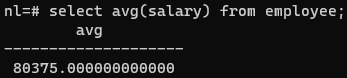 nl=# select avg(salary) from employee;
avg
--------------------
80375.000000000000